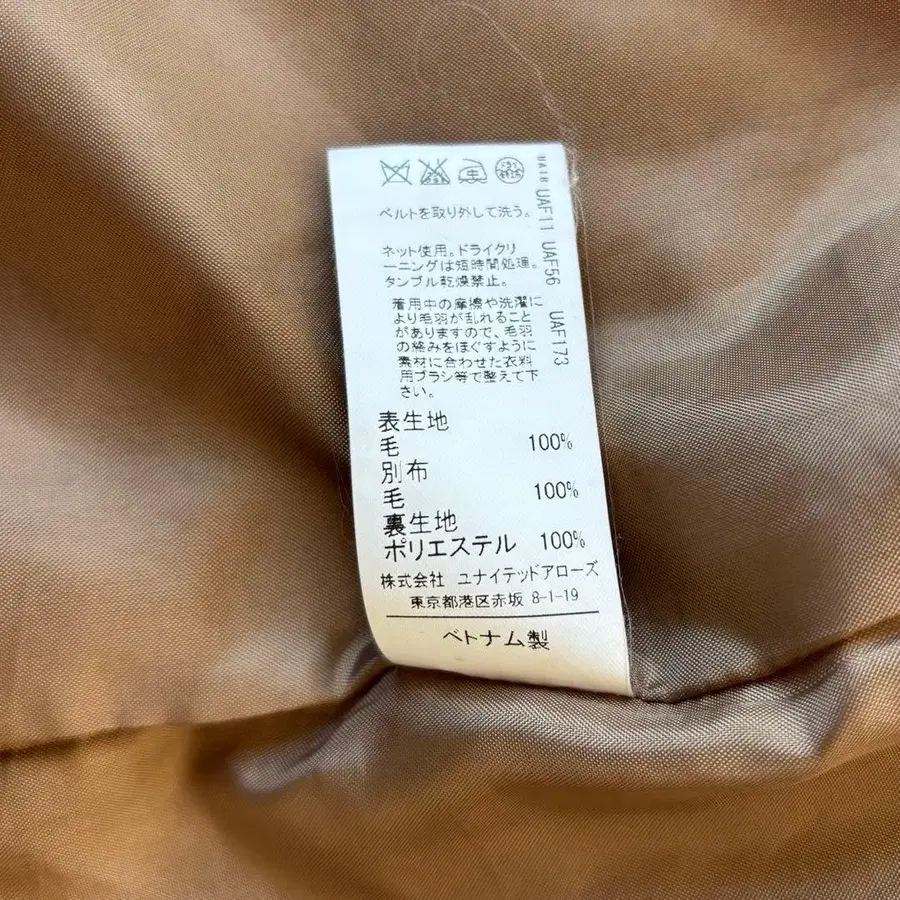 ベルトを取り外して洗う。
ネット使用。ドライクリ
ーニングは短時間処理。
タンブル乾燥禁止。
着用中の摩擦や洗濯に
より毛羽が乱れること
がありますので、毛羽
の絡みをほぐすように
素材に合わせた衣料
用ブラシ等で整えて下
さい。
表生地
毛 100%
別布
毛 100%
裏生地
ポリエステル 100%
株式会社 ユナイテッドアローズ
東京都港区赤坂 8-1-19
ベトナム製
UAF11 UAF56 UAF173